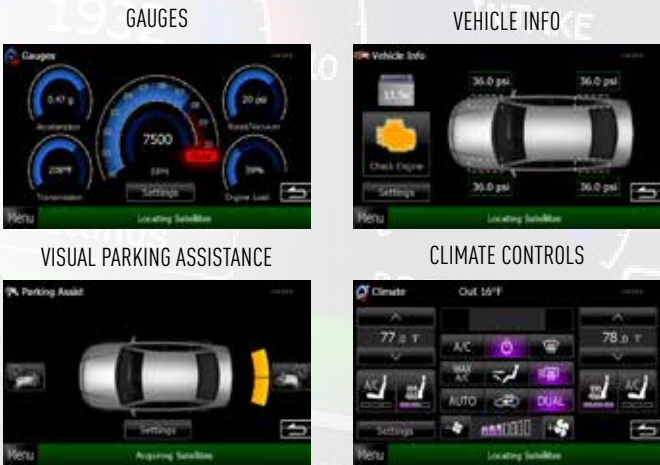 GAUGES
Gauges
0.47 g
20 psi
Acceleration
Boost/Vacuum
7500
RPM
39%
Transmission
Engine Load
Settings
Menu
Locating Satellites
VEHICLE INFO
Vehicle Info
36.0 psi
36.0 psi
Check Engine
36.0 psi
36.0 psi
Settings
Menu
Locating Satellites
VISUAL PARKING ASSISTANCE
Parking Assist
Settings
Menu
Acquiring Satellites
CLIMATE CONTROLS
Climate
Out 16°F
77.0 °F
78.0 °F
A/C
MAX A/C
A/C
A/C
AUTO
DUAL
Settings
Menu
Locating Satellites